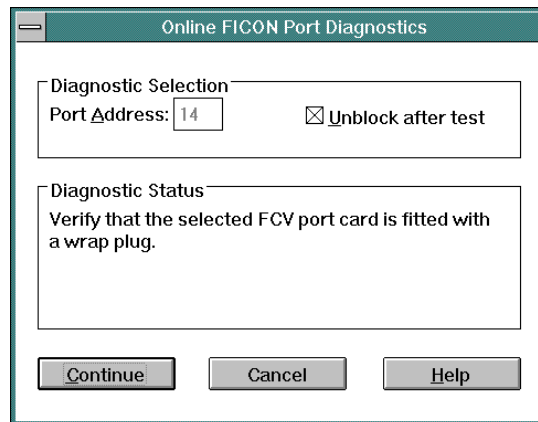 Online FICON Port Diagnostics
Diagnostic Selection
Port Address: 14
Unblock after test
Diagnostic Status
Verify that the selected FCV port card is fitted with
a wrap plug.
Continue
Cancel
Help